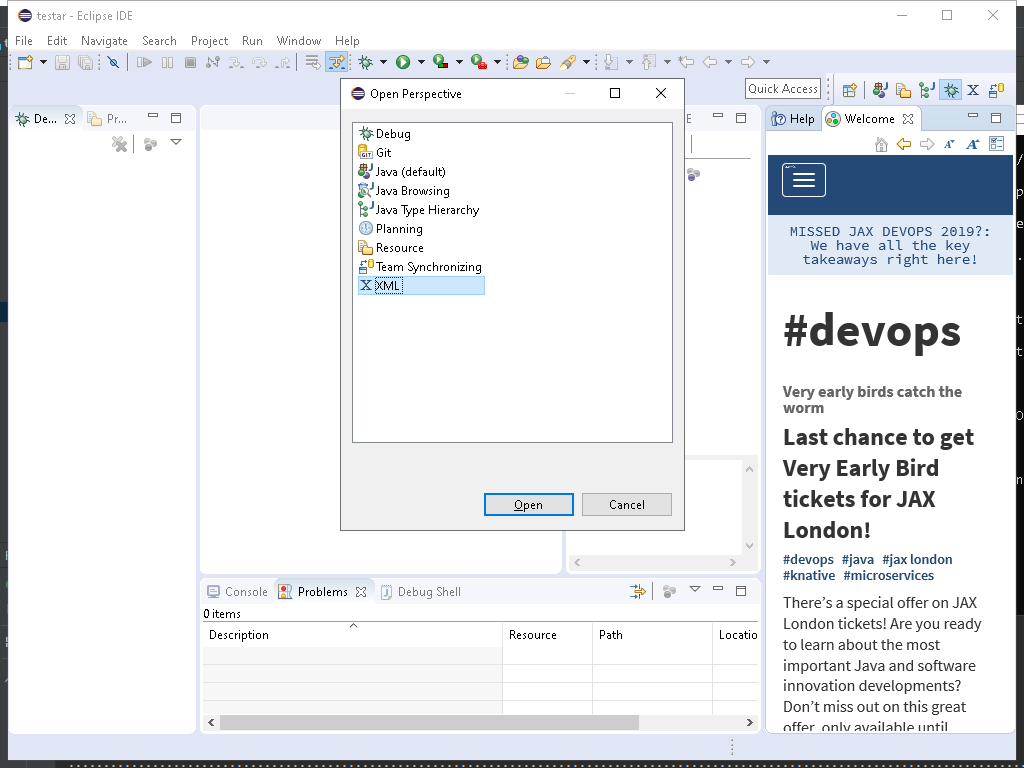 testar - Eclipse IDE
File Edit Navigate Search Project Run Window Help
Quick Access
De...
Pr...
E
Help
Welcome
Open Perspective
Debug
GIT Git
Java (default)
Java Browsing
Java Type Hierarchy
Planning
Resource
Team Synchronizing
X XML
Open
Cancel
MISSED JAX DEVOPS 2019?:
We have all the key
takeaways right here!
#devops
Very early birds catch the
worm
Last chance to get
Very Early Bird
tickets for JAX
London!
#devops #java #jax london
#knative #microservices
There’s a special offer on JAX
London tickets! Are you ready
to learn about the most
important Java and software
innovation developments?
Don’t miss out on this great
offer, only available until
Console
Problems
Debug Shell
0 items
Description
Resource
Path
Locatio